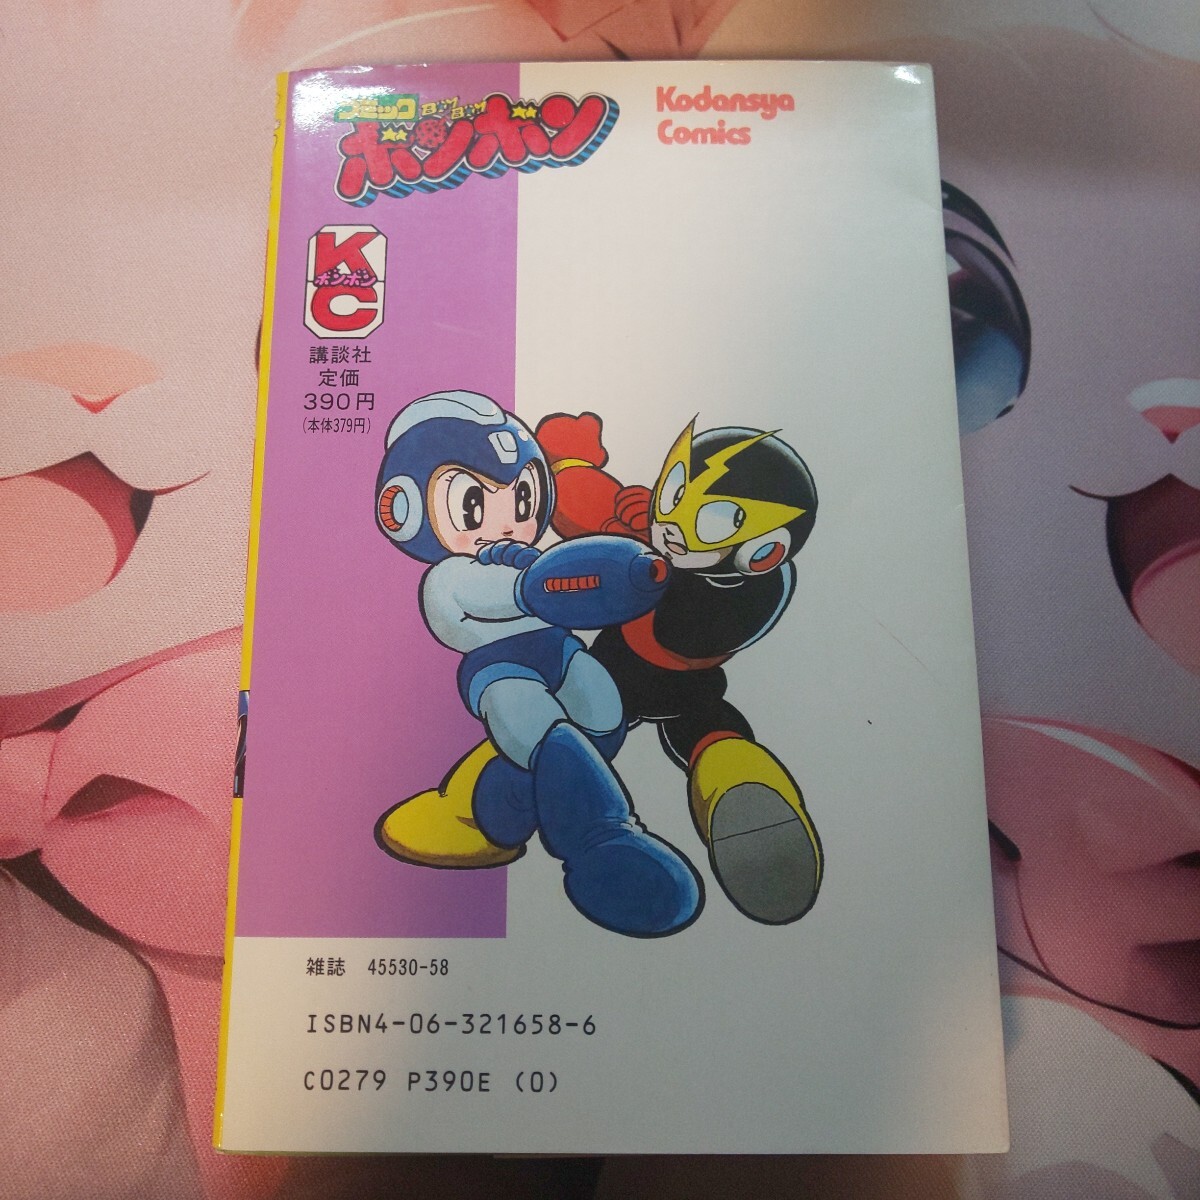 コミック
BOM BOM
ボンボン
Kodansya
Comics
K
ボンボン
C
講談社
定価
390円
(本体379円)
雑誌 45530-58
ISBN4-06-321658-6
C0279 P390E (0)